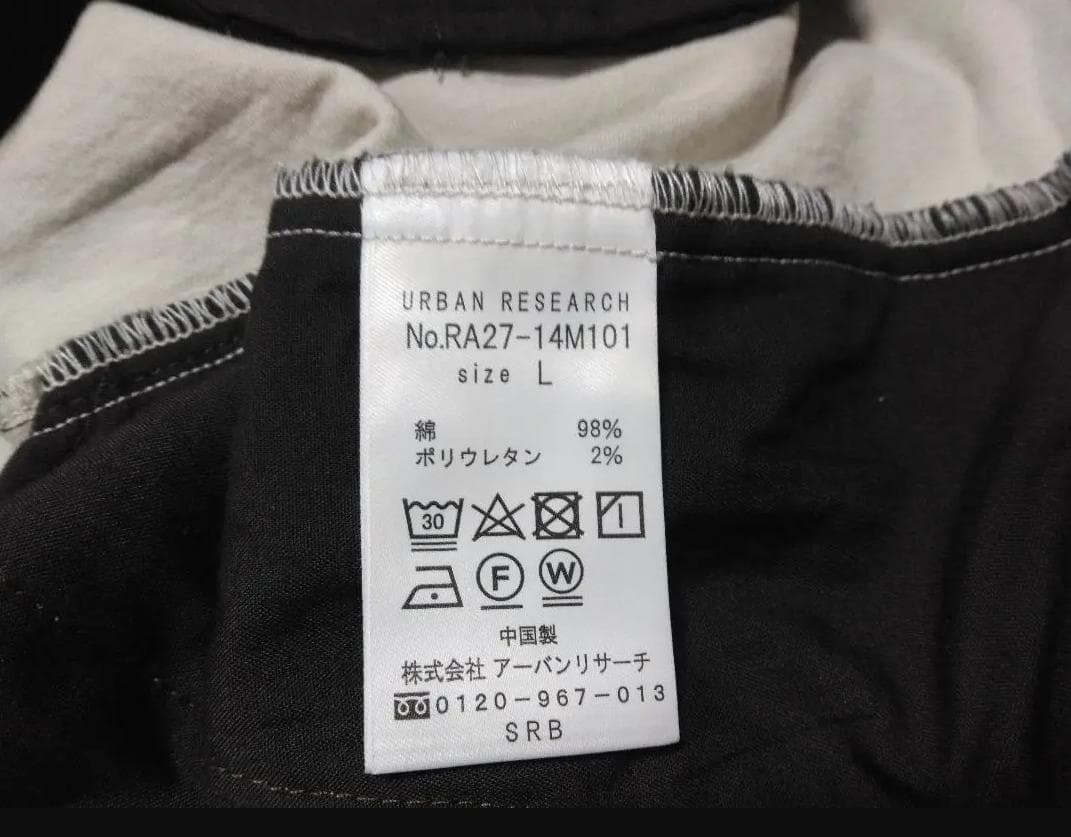 URBAN RESEARCH
No.RA27-14M101
size L
綿 98%
ポリウレタン 2%
30
F W
中国製
株式会社 アーバンリサーチ
0120-967-013
SRB